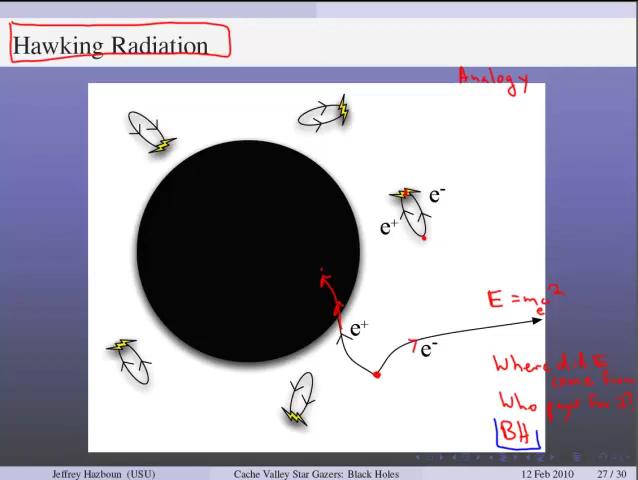 Hawking Radiation
Analogy
e⁻
e⁺
E = mₑc²
e⁺
e⁻
Where did E
come from
Who pays for it?
BH
Jeffrey Hazboun (USU) Cache Valley Star Gazers: Black Holes 12 Feb 2010 27 / 30